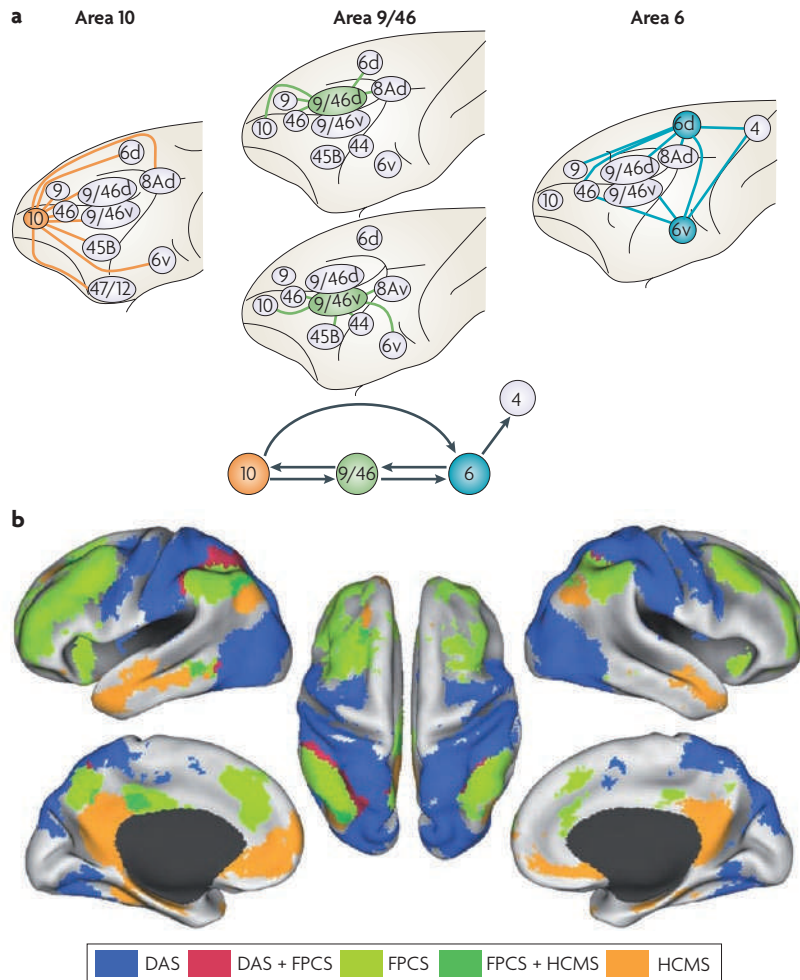 a
Area 10
Area 9/46
Area 6
6d
9
9/46d
8Ad
46
9/46v
10
45B
6v
47/12
6d
9
9/46d
8Ad
46
9/46v
10
44
45B
6v
6d
9
9/46d
8Av
46
9/46v
10
44
45B
6v
6d
4
9
9/46d
8Ad
46
9/46v
10
6v
4
10
9/46
6
b
DAS
DAS + FPCS
FPCS
FPCS + HCMS
HCMS